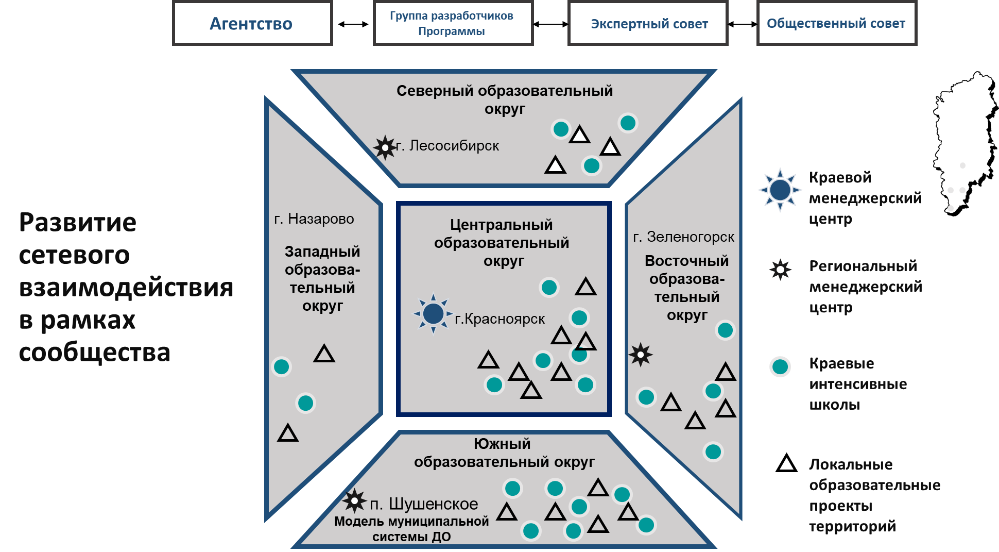 Агентство
Группа разработчиков
Программы
Экспертный совет
Общественный совет
Развитие
сетевого
взаимодействия
в рамках
сообщества
Северный образовательный
округ
г. Лесосибирск
г. Назарово
Западный
образова-
тельный
округ
Центральный
образовательный
округ
г.Красноярск
г. Зеленогорск
Восточный
образова-
тельный
округ
Южный
образовательный округ
п. Шушенское
Модель муниципальной
системы ДО
Краевой
менеджерский
центр
Региональный
менеджерский
центр
Краевые
интенсивные
школы
Локальные
образовательные
проекты
территорий